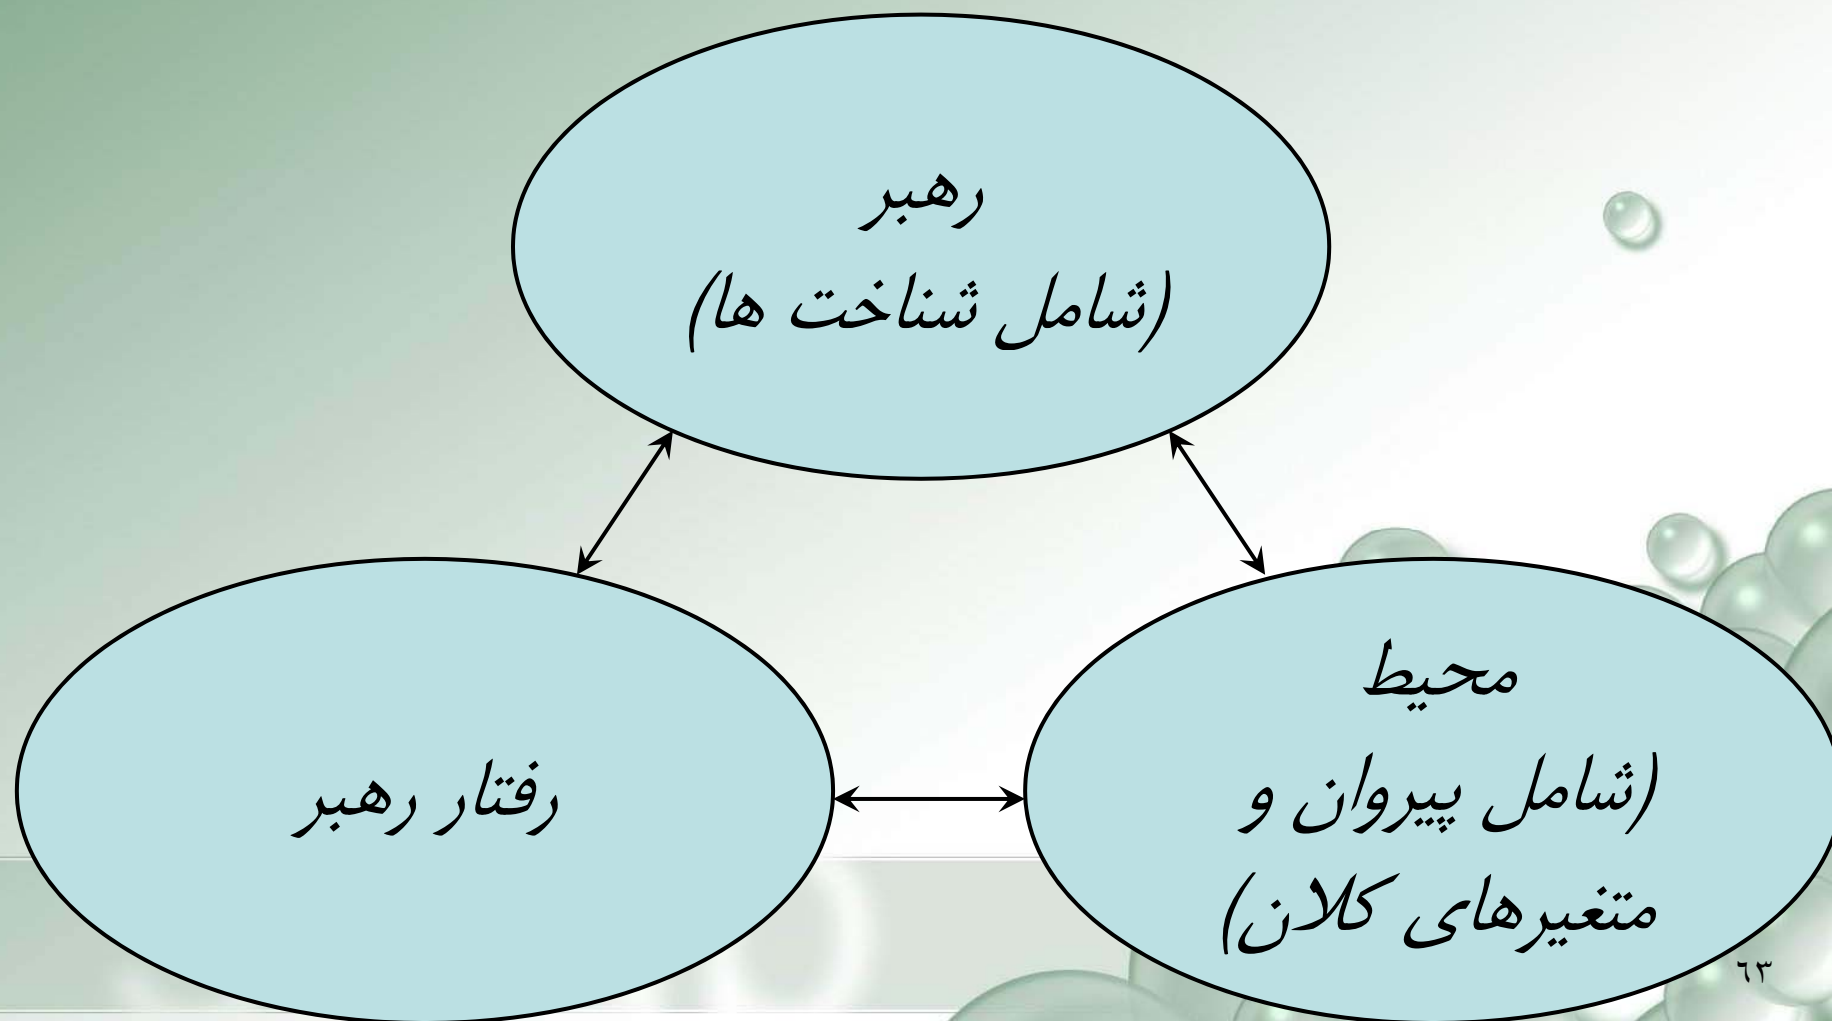 رهبر
(شامل شناخت ها)
محیط
(شامل پیروان و
متغیرهای کلان)
رفتار رهبر
٦٣